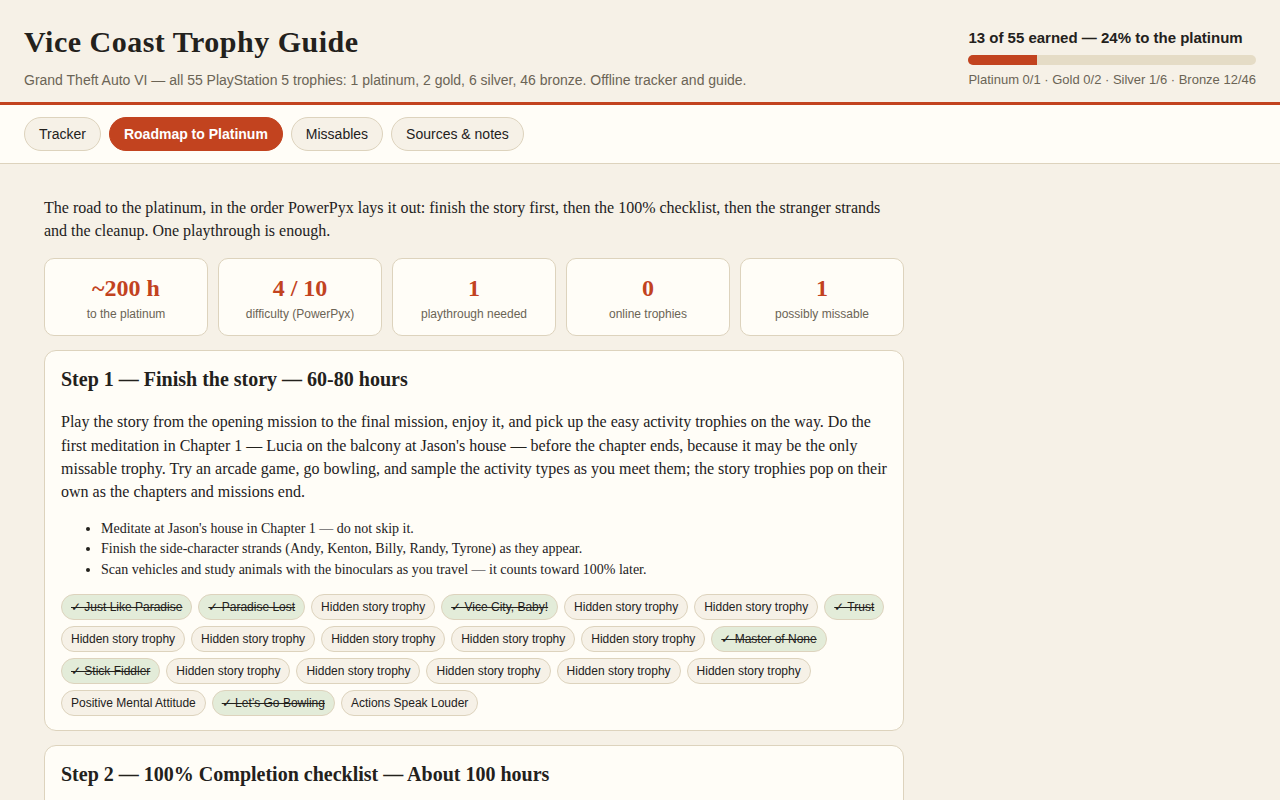 Vice Coast Trophy Guide
13 of 55 earned — 24% to the platinum
Grand Theft Auto VI — all 55 PlayStation 5 trophies: 1 platinum, 2 gold, 6 silver, 46 bronze. Offline tracker and guide.
Platinum 0/1 · Gold 0/2 · Silver 1/6 · Bronze 12/46
Tracker
Roadmap to Platinum
Missables
Sources & notes
The road to the platinum, in the order PowerPyx lays it out: finish the story first, then the 100% checklist, then the stranger strands
and the cleanup. One playthrough is enough.
~200 h
to the platinum
4 / 10
difficulty (PowerPyx)
1
playthrough needed
0
online trophies
1
possibly missable
Step 1 — Finish the story — 60-80 hours
Play the story from the opening mission to the final mission, enjoy it, and pick up the easy activity trophies on the way. Do the
first meditation in Chapter 1 — Lucia on the balcony at Jason's house — before the chapter ends, because it may be the only
missable trophy. Try an arcade game, go bowling, and sample the activity types as you meet them; the story trophies pop on their
own as the chapters and missions end.
• Meditate at Jason's house in Chapter 1 — do not skip it.
• Finish the side-character strands (Andy, Kenton, Billy, Randy, Tyrone) as they appear.
• Scan vehicles and study animals with the binoculars as you travel — it counts toward 100% later.
✓ Just Like Paradise ✓ Paradise Lost Hidden story trophy ✓ Vice City, Baby! Hidden story trophy Hidden story trophy ✓ Trust
Hidden story trophy Hidden story trophy Hidden story trophy Hidden story trophy Hidden story trophy ✓ Master of None
✓ Stick Fiddler Hidden story trophy Hidden story trophy Hidden story trophy Hidden story trophy Hidden story trophy
Positive Mental Attitude ✓ Let's Go Bowling Actions Speak Louder
Step 2 — 100% Completion checklist — About 100 hours